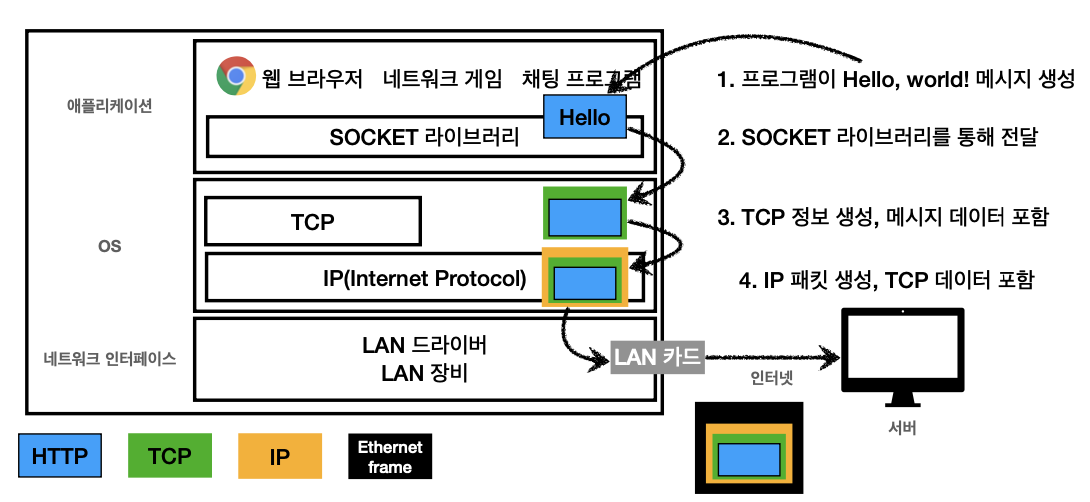 애플리케이션
웹 브라우저 네트워크 게임 채팅 프로그램
Hello
SOCKET 라이브러리
1. 프로그램이 Hello, world! 메시지 생성
2. SOCKET 라이브러리를 통해 전달
OS
TCP
IP(Internet Protocol)
3. TCP 정보 생성, 메시지 데이터 포함
4. IP 패킷 생성, TCP 데이터 포함
네트워크 인터페이스
LAN 드라이버
LAN 장비
LAN 카드
인터넷
서버
HTTP
TCP
IP
Ethernet
frame